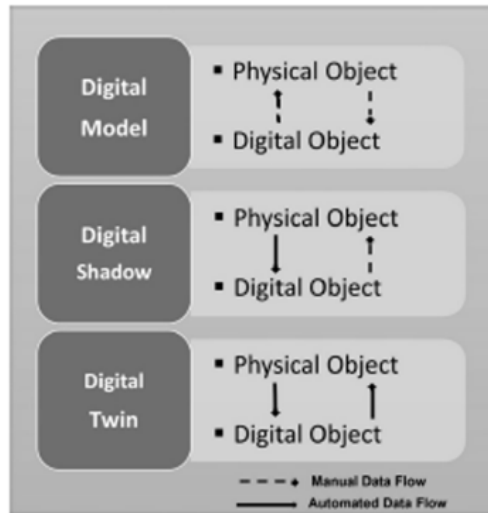 Digital
Model
▪ Physical Object
▪ Digital Object
Digital
Shadow
▪ Physical Object
▪ Digital Object
Digital
Twin
▪ Physical Object
▪ Digital Object
Manual Data Flow
Automated Data Flow